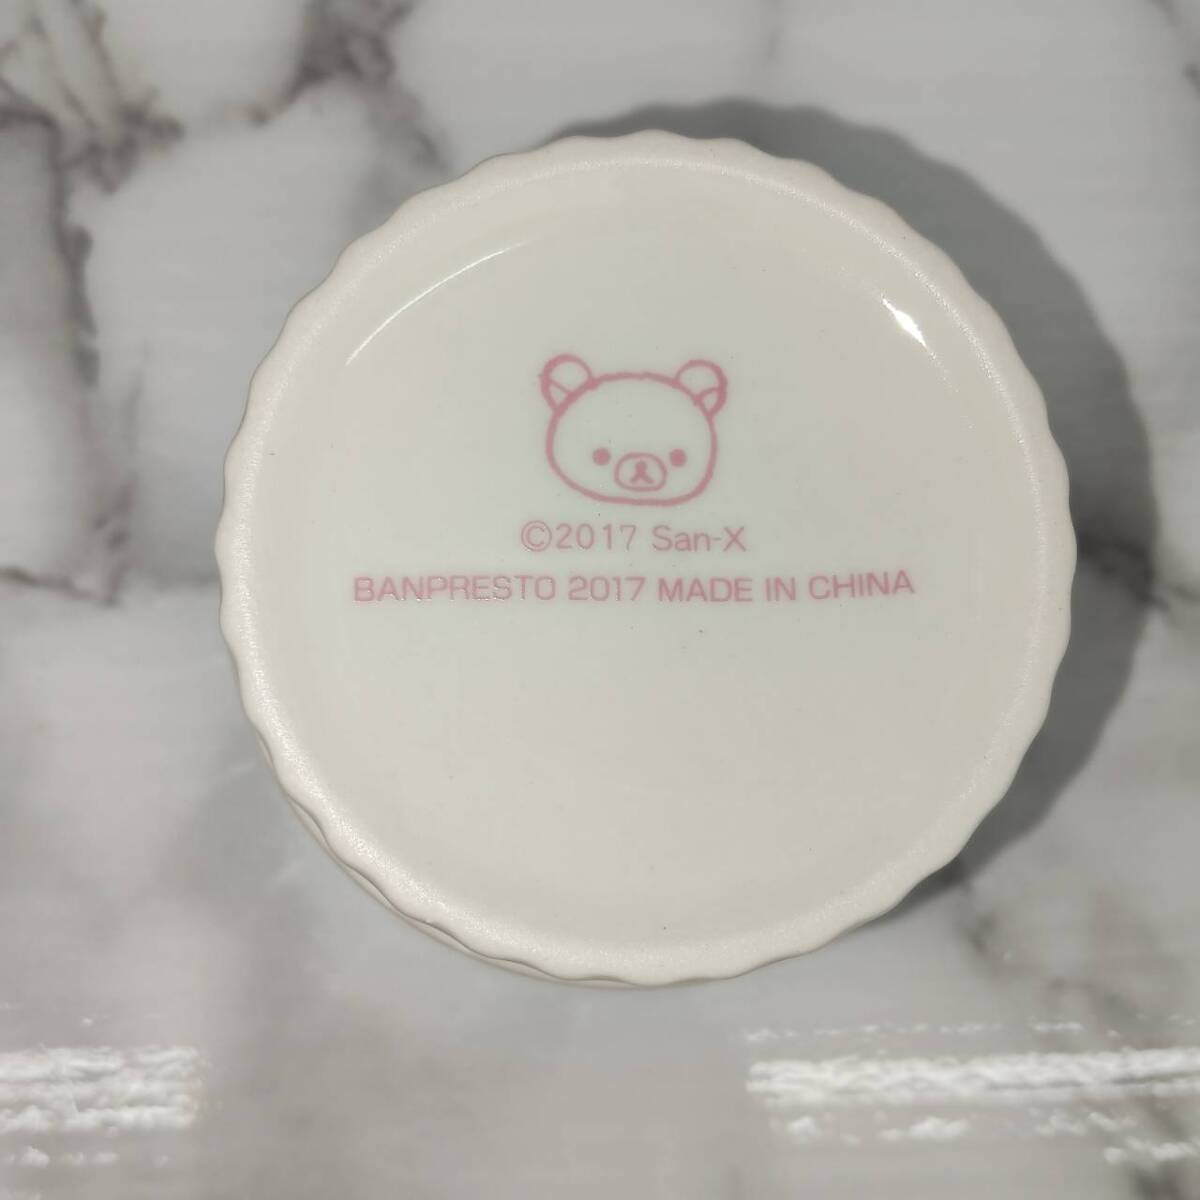 ©2017 San-X
BANPRESTO 2017 MADE IN CHINA